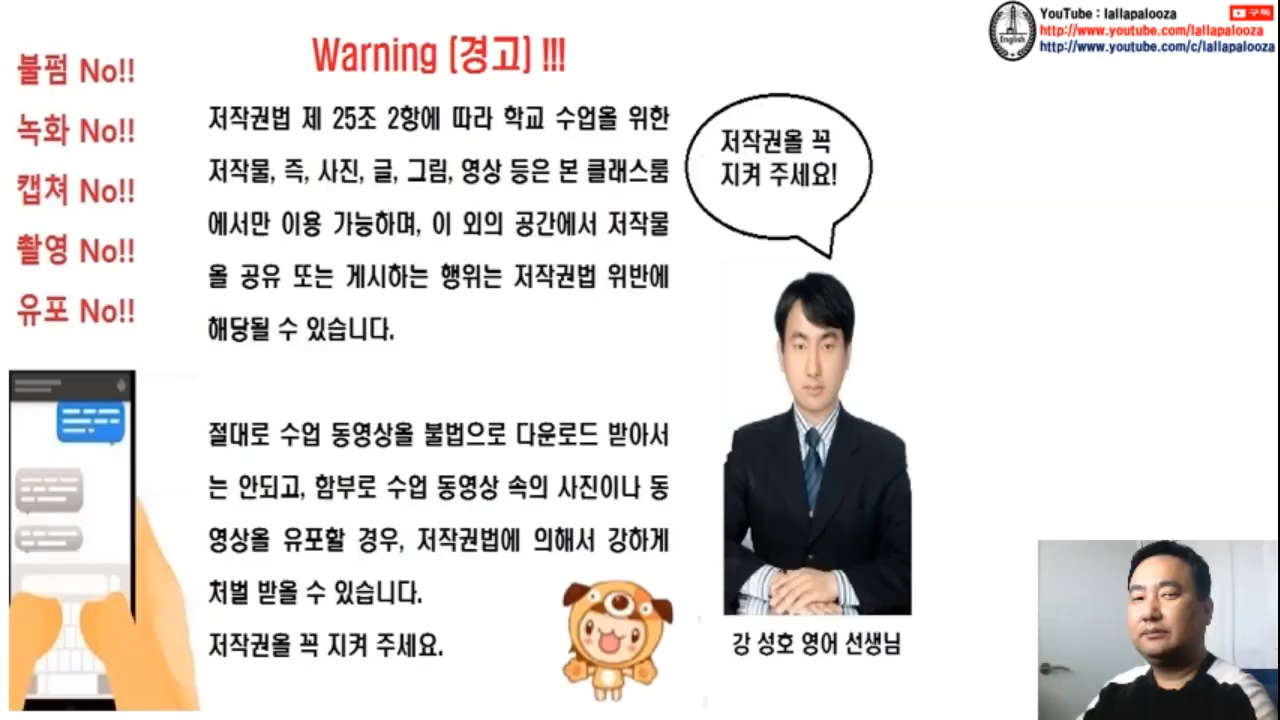 YouTube : lallapalooza
구독
http://www.youtube.com/lallapalooza
http://www.youtube.com/c/lallapalooza
English
Warning (경고) !!!
불펌 No!!
녹화 No!!
캡쳐 No!!
촬영 No!!
유포 No!!
저작권법 제 25조 2항에 따라 학교 수업을 위한
저작물, 즉, 사진, 글, 그림, 영상 등은 본 클래스룸
에서만 이용 가능하며, 이 외의 공간에서 저작물
을 공유 또는 게시하는 행위는 저작권법 위반에
해당될 수 있습니다.
절대로 수업 동영상을 불법으로 다운로드 받아서
는 안되고, 함부로 수업 동영상 속의 사진이나 동
영상을 유포할 경우, 저작권법에 의해서 강하게
처벌 받을 수 있습니다.
저작권을 꼭 지켜 주세요.
저작권을 꼭
지켜 주세요!
강 성호 영어 선생님